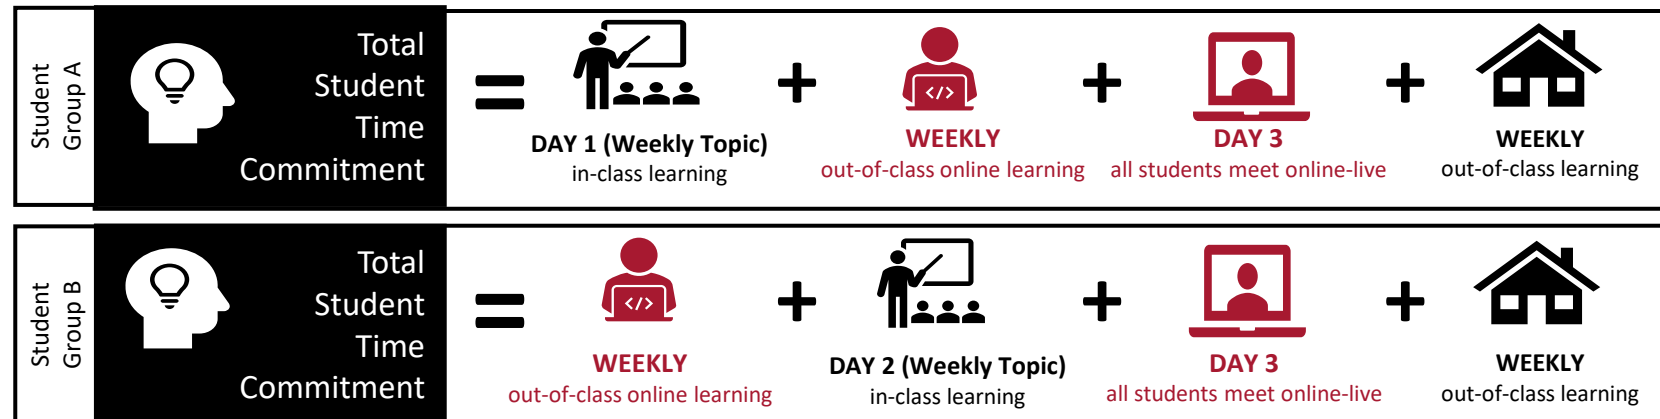 Student
Group A
Total
Student
Time
Commitment
=
+
+
+
</>
DAY 1 (Weekly Topic)
in-class learning
WEEKLY
out-of-class online learning
DAY 3
all students meet online-live
WEEKLY
out-of-class learning
Student
Group B
Total
Student
Time
Commitment
=
+
+
+
</>
WEEKLY
out-of-class online learning
DAY 2 (Weekly Topic)
in-class learning
DAY 3
all students meet online-live
WEEKLY
out-of-class learning